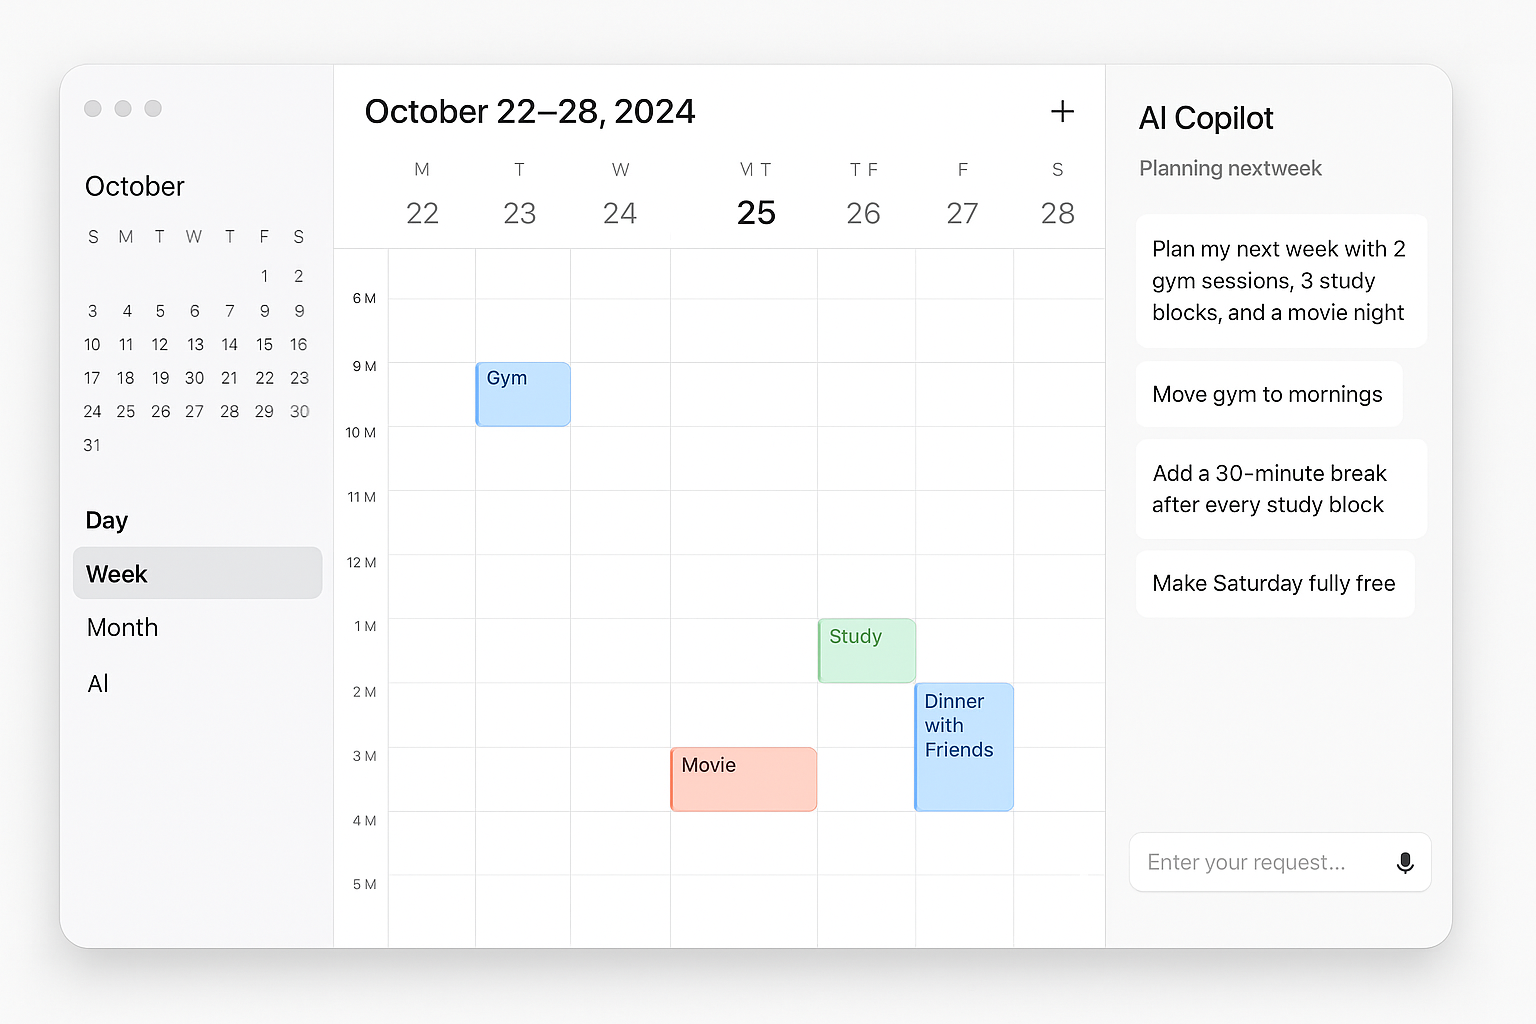 October
S M T W T F S
1 2
3 4 5 6 7 9 9
10 11 12 13 14 15 16
17 18 19 30 21 22 23
24 25 26 27 28 29 30
31
Day
Week
Month
AI
October 22–28, 2024
+
M T W VI T T F F S
22 23 24 25 26 27 28
6 M
9 M
10 M
11 M
12 M
1 M
2 M
3 M
4 M
5 M
Gym
Study
Dinner
with
Friends
Movie
AI Copilot
Planning nextweek
Plan my next week with 2
gym sessions, 3 study
blocks, and a movie night
Move gym to mornings
Add a 30-minute break
after every study block
Make Saturday fully free
Enter your request...